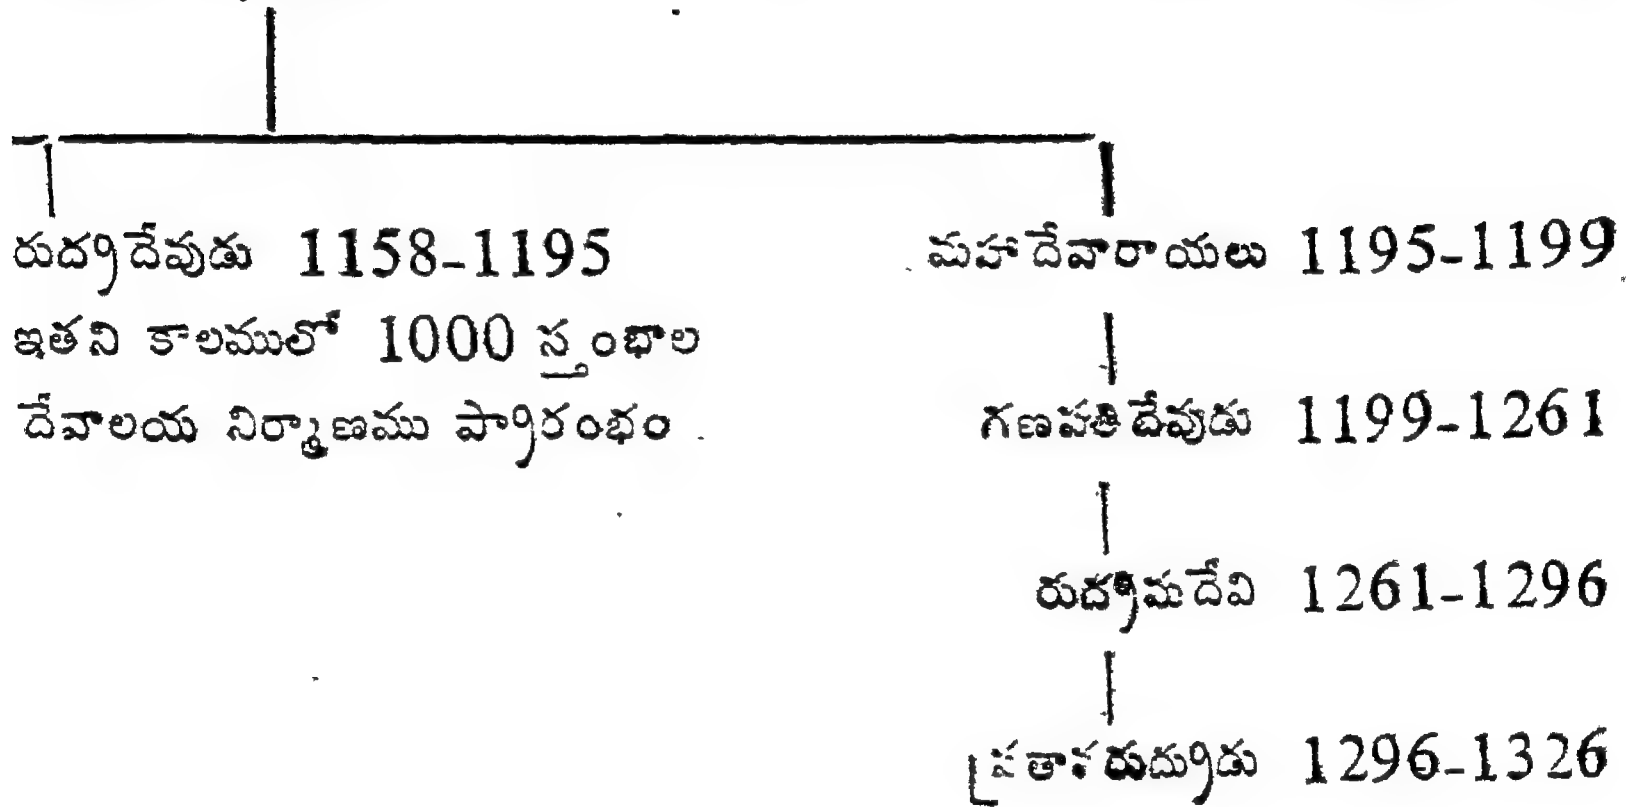 రుద్రదేవుడు 1158-1195
ఇతని కాలములో 1000 స్తంభాల
దేవాలయ నిర్మాణము ప్రారంభం
మహాదేవారాయలు 1195-1199
గణపతిదేవుడు 1199-1261
రుద్రమదేవి 1261-1296
ప్రతాపరుద్రుడు 1296-1326